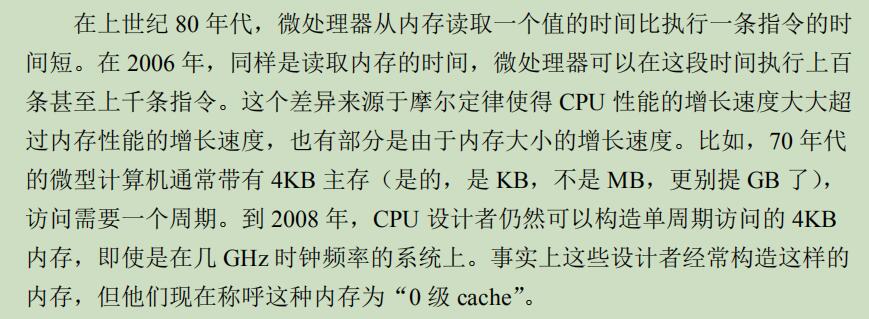 在上世纪 80 年代，微处理器从内存读取一个值的时间比执行一条指令的时
间短。在 2006 年，同样是读取内存的时间，微处理器可以在这段时间执行上百
条甚至上千条指令。这个差异来源于摩尔定律使得 CPU 性能的增长速度大大超
过内存性能的增长速度，也有部分是由于内存大小的增长速度。比如，70 年代
的微型计算机通常带有 4KB 主存（是的，是 KB，不是 MB，更别提 GB 了），
访问需要一个周期。到 2008 年，CPU 设计者仍然可以构造单周期访问的 4KB
内存，即使是在几 GHz 时钟频率的系统上。事实上这些设计者经常构造这样的
内存，但他们现在称呼这种内存为“0 级 cache”。